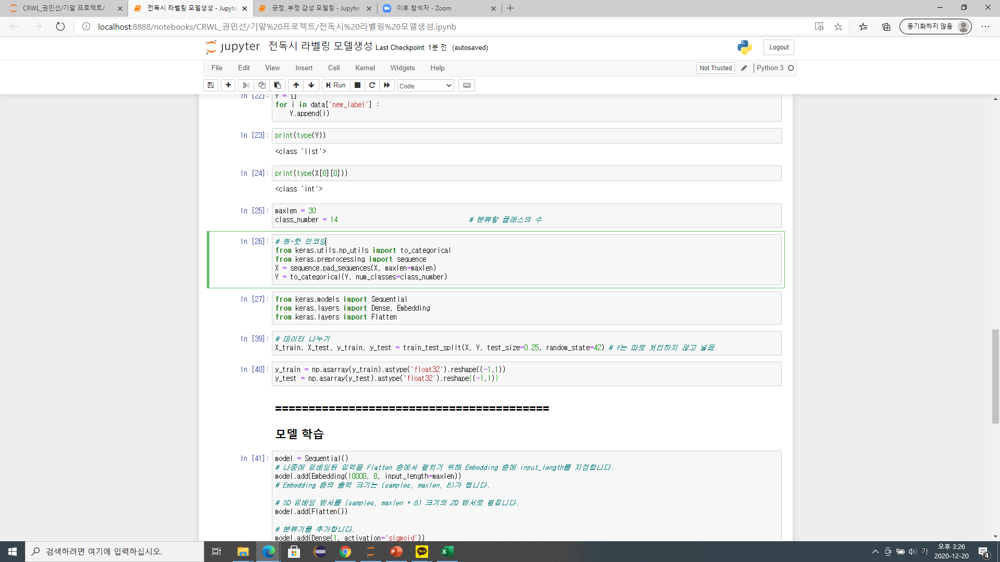 CRWL_권민선/기말 프로젝트/
전독시 라벨링 모델생성 - Jupyte
긍정, 부정 감성 모델링 - Jupyter
이후 참석자 - Zoom
localhost:8888/notebooks/CRWL_권민선/기말%20프로젝트/전독시%20라벨링%20모델생성.ipynb
동기화하지 않음
jupyter 전독시 라벨링 모델생성 Last Checkpoint: 1분 전 (autosaved)
Logout
File Edit View Insert Cell Kernel Widgets Help
Not Trusted
Python 3
Run
Code
In [22]: Y = []
for i in data['new_label'] :
    Y.append(i)
In [23]: print(type(Y))
<class 'list'>
In [24]: print(type(X[0][0]))
<class 'int'>
In [25]: maxlen = 30
class_number = 14 # 분류할 클래스의 수
In [26]: # 원-핫 인코딩
from keras.utils.np_utils import to_categorical
from keras.preprocessing import sequence
X = sequence.pad_sequences(X, maxlen=maxlen)
Y = to_categorical(Y, num_classes=class_number)
In [27]: from keras.models import Sequential
from keras.layers import Dense, Embedding
from keras.layers import Flatten
In [39]: # 데이터 나누기
X_train, X_test, y_train, y_test = train_test_split(X, Y, test_size=0.25, random_state=42) # Y는 따로 처리하지 않고 넣음.
In [40]: y_train = np.asarray(y_train).astype('float32').reshape((-1,1))
y_test = np.asarray(y_test).astype('float32').reshape((-1,1))
=========================================
모델 학습
In [41]: model = Sequential()
# 나중에 임베딩된 입력을 Flatten 층에서 펼치기 위해 Embedding 층에 input_length를 지정합니다.
model.add(Embedding(10000, 8, input_length=maxlen))
# Embedding 층의 출력 크기는 (samples, maxlen, 8)가 됩니다.
# 3D 임베딩 텐서를 (samples, maxlen * 8) 크기의 2D 텐서로 펼칩니다.
model.add(Flatten())
# 분류기를 추가합니다.
model.add(Dense(1, activation='sigmoid'))
검색하려면 여기에 입력하십시오.
TALK
가
오후 3:26
2020-12-20
4